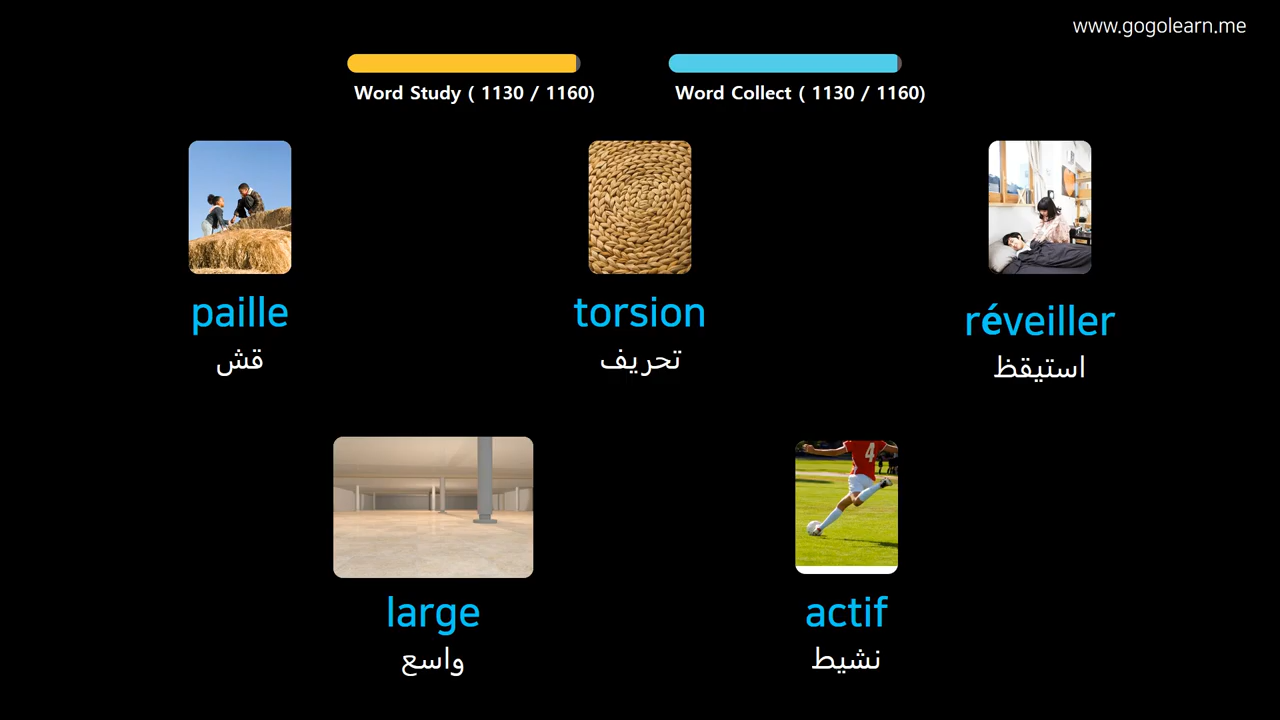 www.gogolearn.me
Word Study ( 1130 / 1160)
Word Collect ( 1130 / 1160)
paille
قش
torsion
تحريف
réveiller
استيقظ
large
واسع
4
actif
نشيط